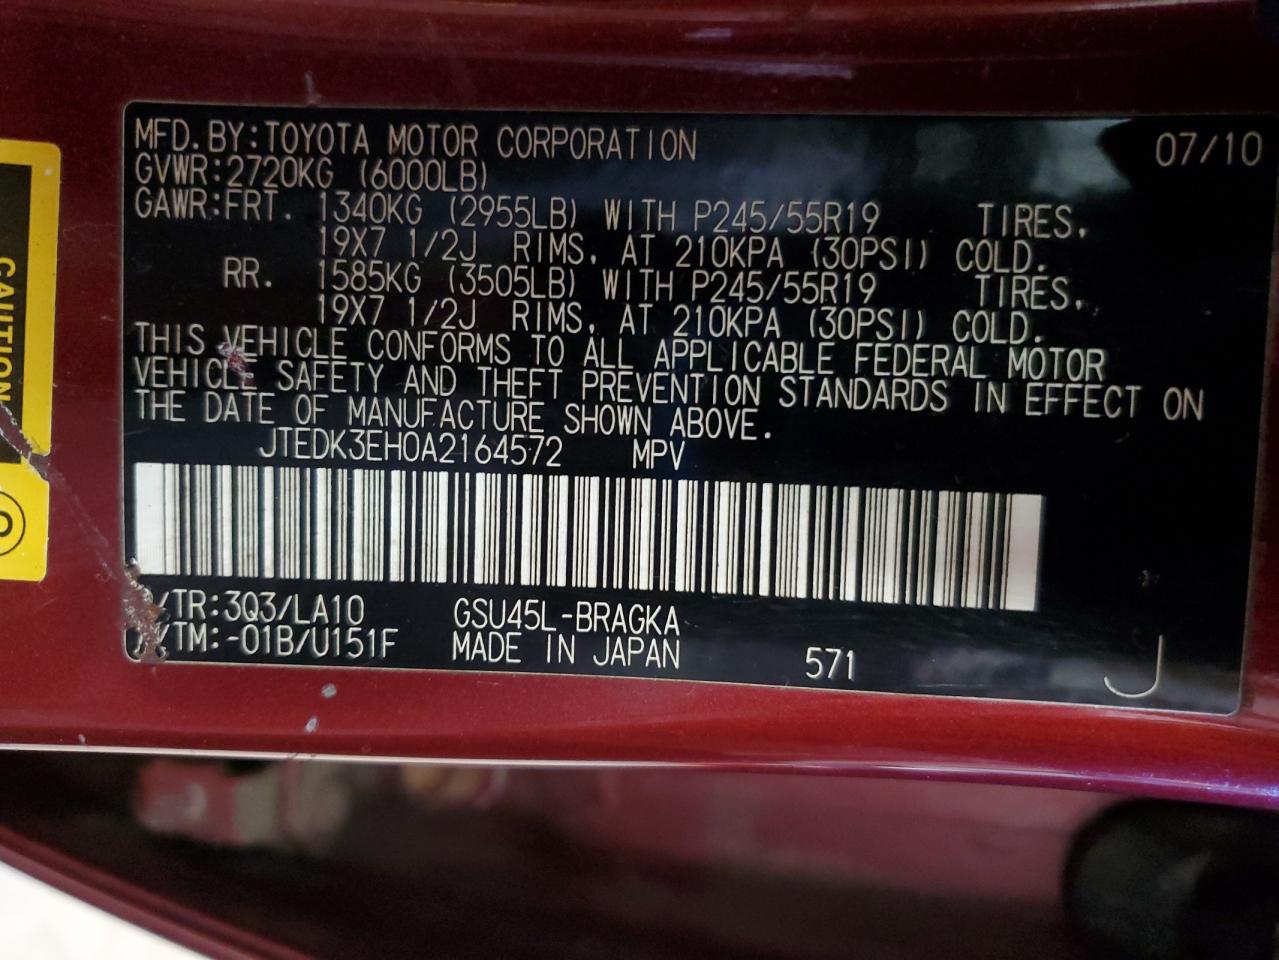 MFD.BY:TOYOTA MOTOR CORPORATION 07/10
GVWR:2720KG (6000LB)
GAWR:FRT. 1340KG (2955LB) WITH P245/55R19 TIRES,
19X7 1/2J RIMS, AT 210KPA (30PSI) COLD.
RR. 1585KG (3505LB) WITH P245/55R19 TIRES,
19X7 1/2J RIMS, AT 210KPA (30PSI) COLD.
THIS VEHICLE CONFORMS TO ALL APPLICABLE FEDERAL MOTOR
VEHICLE SAFETY AND THEFT PREVENTION STANDARDS IN EFFECT ON
THE DATE OF MANUFACTURE SHOWN ABOVE.
JTEDK3EH0A2164572 MPV
/TR:3Q3/LA10 GSU45L-BRAGKA
/TM:-01B/U151F MADE IN JAPAN 571 J
CAUTION